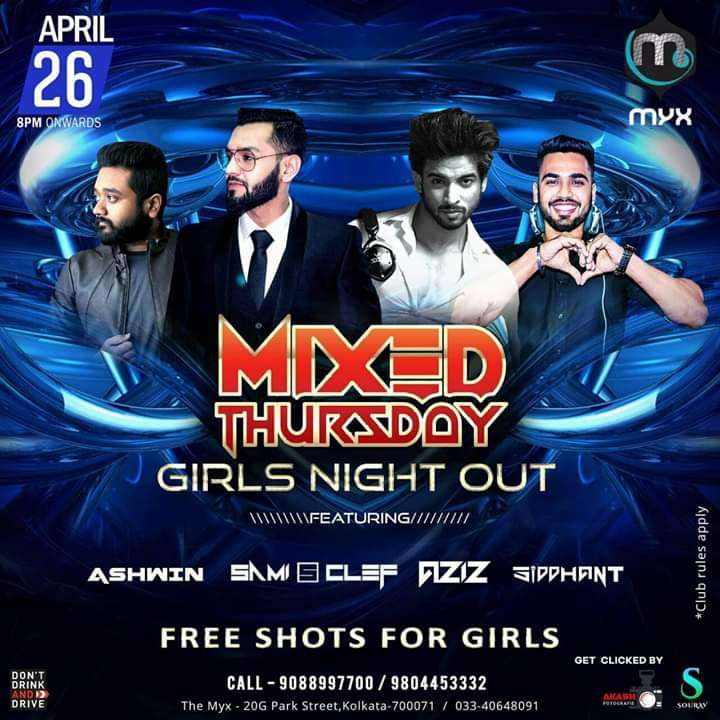 APRIL
26
8PM ONWARDS
m
MYX
MIXED
THURSDAY
GIRLS NIGHT OUT
\\\\\\\\\FEATURING/////////
ASHWIN SAMI S CLEF AZIZ SIDDHANT
*Club rules apply
FREE SHOTS FOR GIRLS
GET CLICKED BY
DON'T
DRINK
AND
DRIVE
CALL – 9088997700 / 9804453332
The Myx - 20G Park Street,Kolkata-700071 / 033-40648091
AKASH
FOTOGRAFIE
S
SOURAV